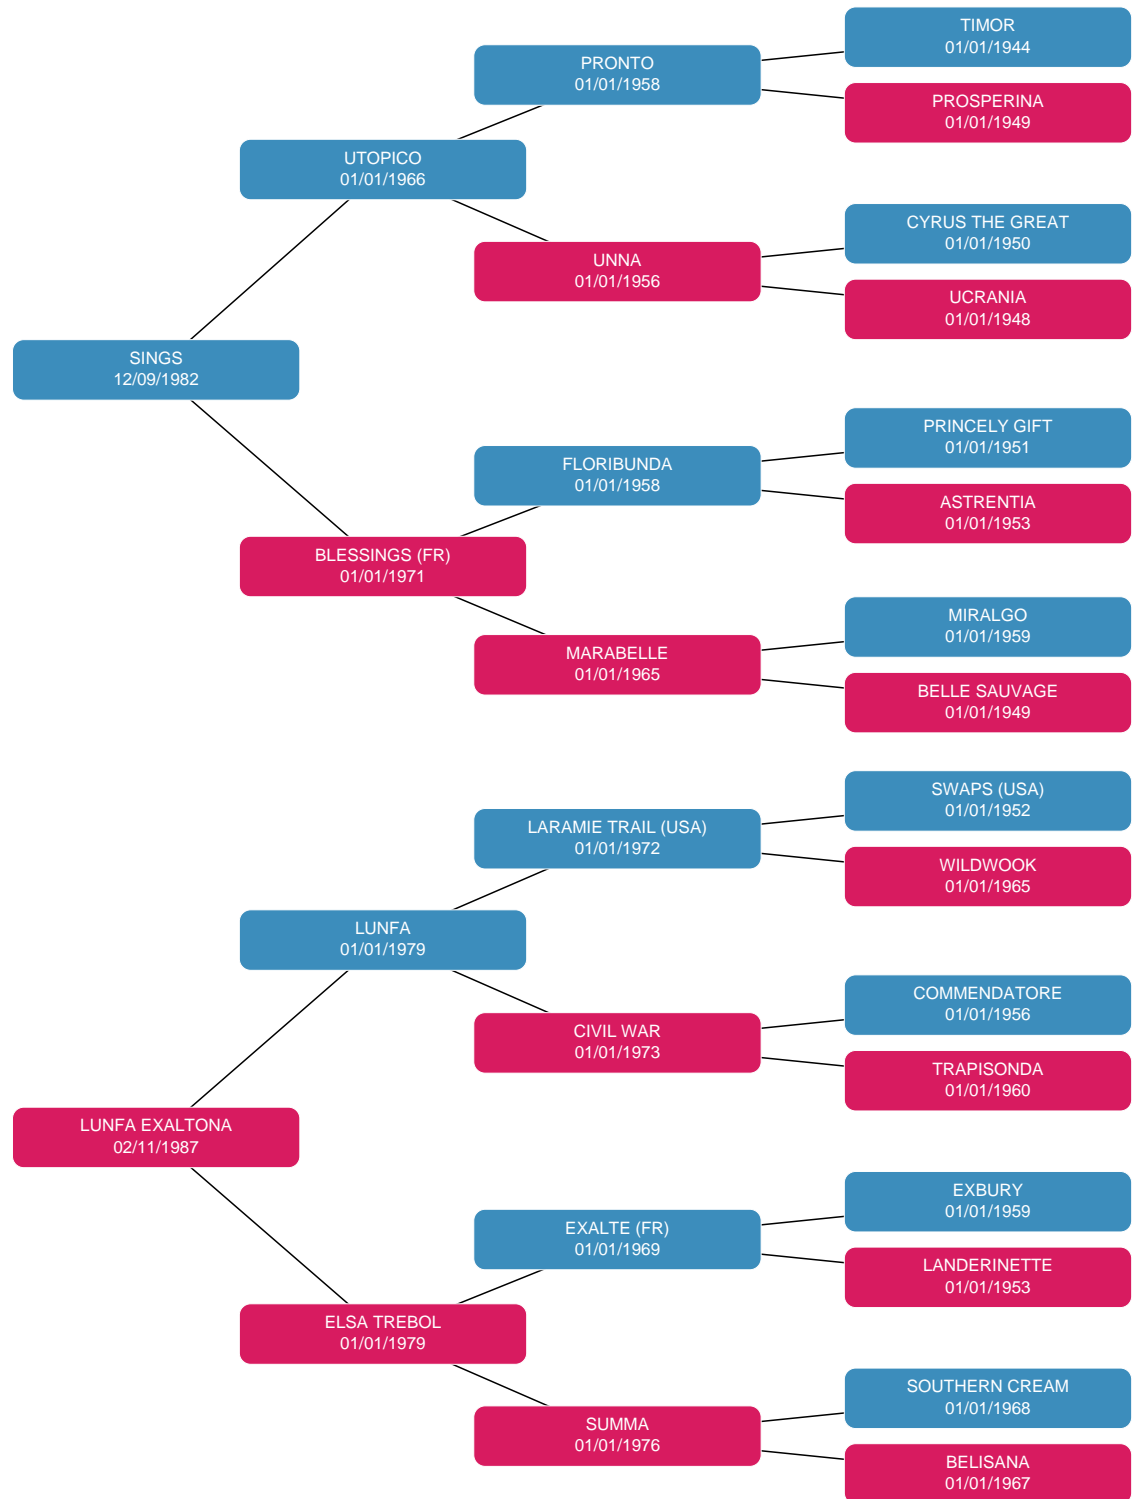 TIMOR
01/01/1944
PRONTO
01/01/1958
PROSPERINA
01/01/1949
UTOPICO
01/01/1966
CYRUS THE GREAT
01/01/1950
UNNA
01/01/1956
UCRANIA
01/01/1948
SINGS
12/09/1982
PRINCELY GIFT
01/01/1951
FLORIBUNDA
01/01/1958
ASTRENTIA
01/01/1953
BLESSINGS (FR)
01/01/1971
MIRALGO
01/01/1959
MARABELLE
01/01/1965
BELLE SAUVAGE
01/01/1949
SWAPS (USA)
01/01/1952
LARAMIE TRAIL (USA)
01/01/1972
WILDWOOK
01/01/1965
LUNFA
01/01/1979
COMMENDATORE
01/01/1956
CIVIL WAR
01/01/1973
TRAPISONDA
01/01/1960
LUNFA EXALTONA
02/11/1987
EXBURY
01/01/1959
EXALTE (FR)
01/01/1969
LANDERINETTE
01/01/1953
ELSA TREBOL
01/01/1979
SOUTHERN CREAM
01/01/1968
SUMMA
01/01/1976
BELISANA
01/01/1967